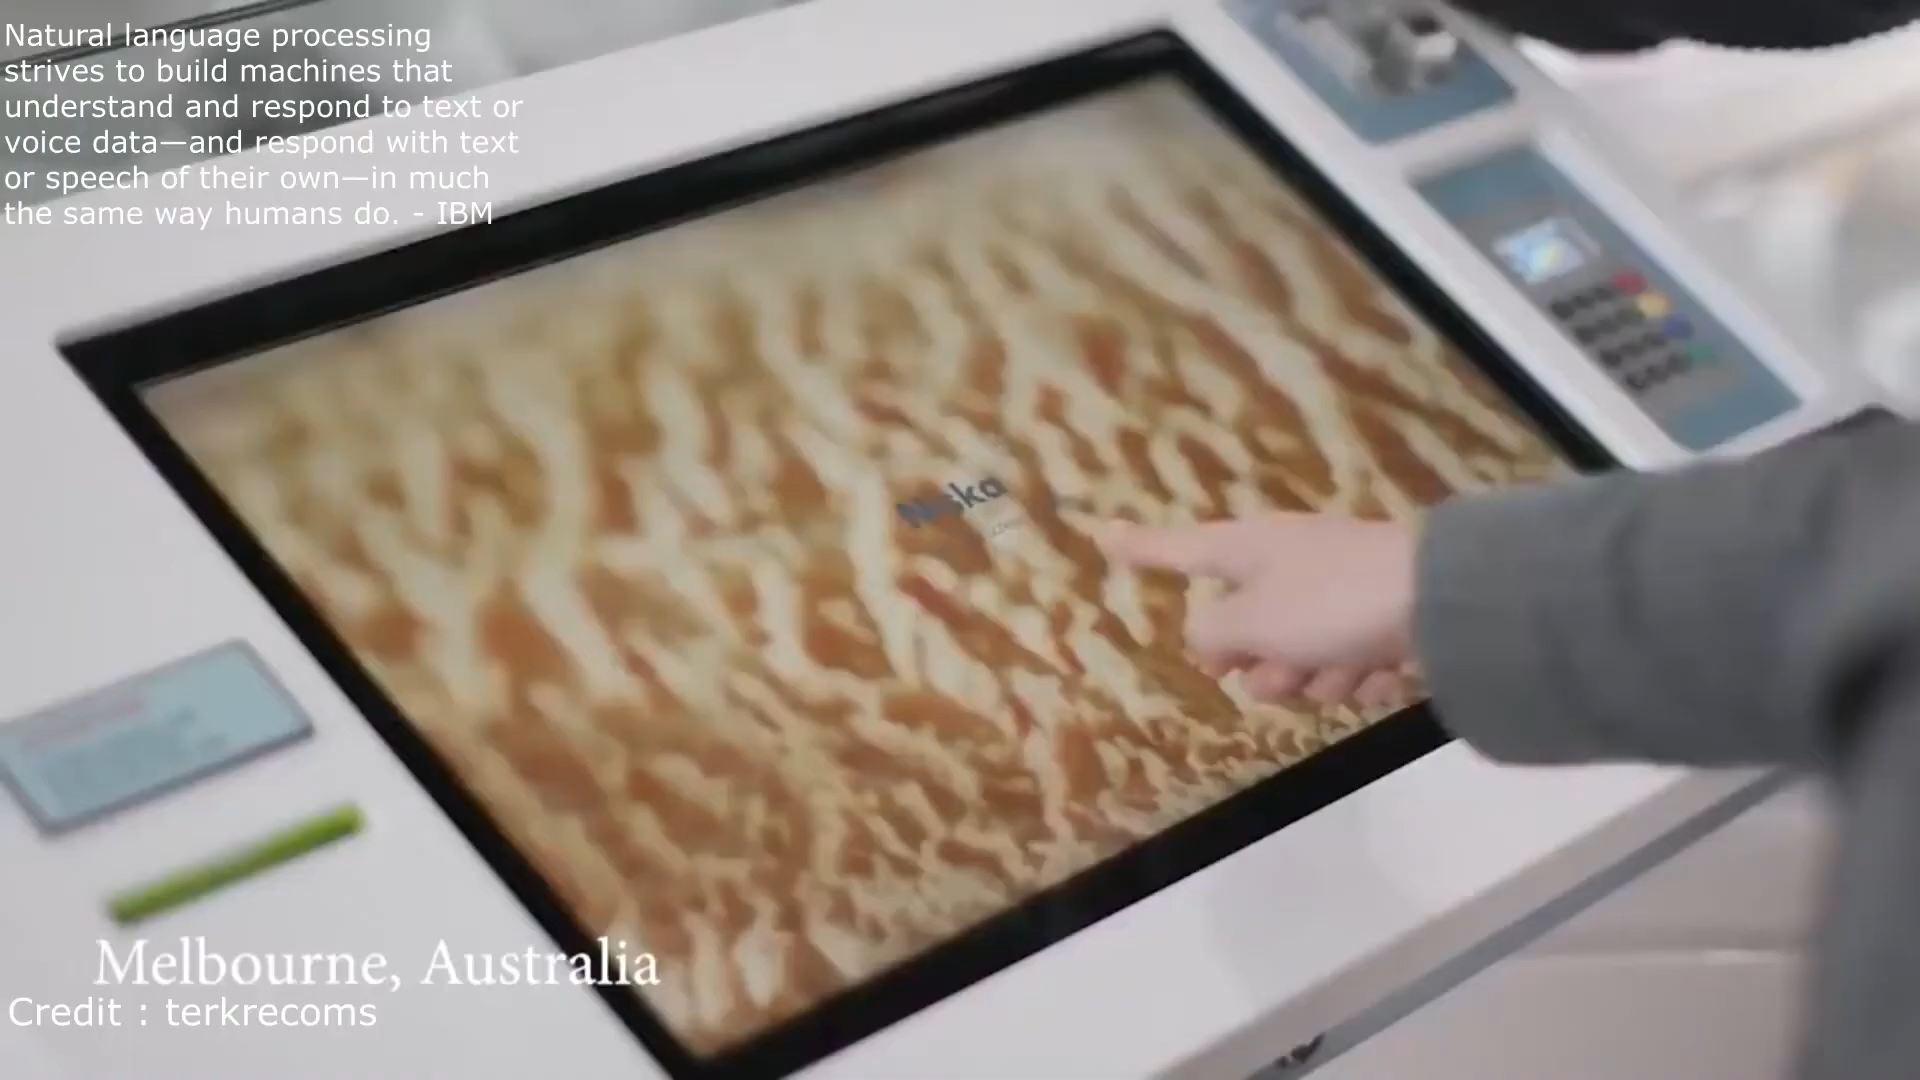 Natural language processing
strives to build machines that
understand and respond to text or
voice data—and respond with text
or speech of their own—in much
the same way humans do. - IBM
Niska
Melbourne, Australia
Credit : terkrecoms